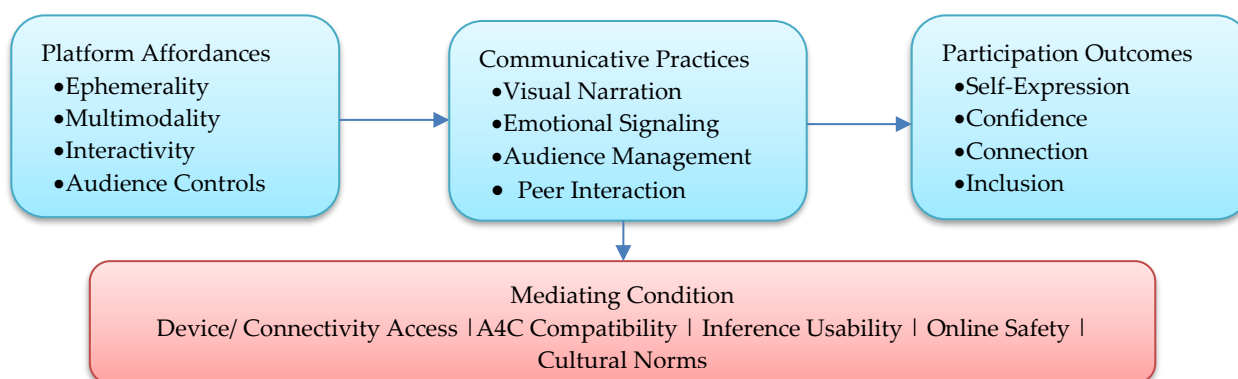 Platform Affordances
•Ephemerality
•Multimodality
•Interactivity
•Audience Controls
Communicative Practices
•Visual Narration
•Emotional Signaling
•Audience Management
• Peer Interaction
Participation Outcomes
•Self-Expression
•Confidence
•Connection
•Inclusion
Mediating Condition
Device/ Connectivity Access |A4C Compatibility | Inference Usability | Online Safety |
Cultural Norms